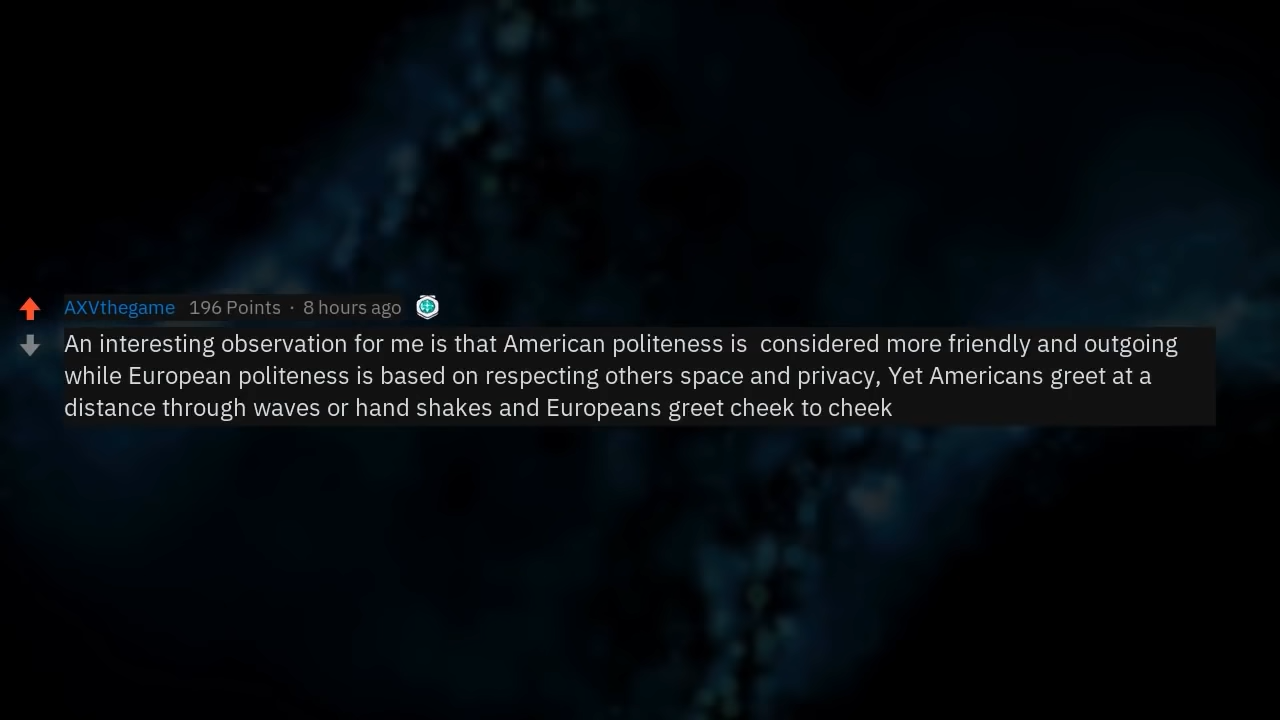 AXVthegame 196 Points · 8 hours ago
An interesting observation for me is that American politeness is  considered more friendly and outgoing
while European politeness is based on respecting others space and privacy, Yet Americans greet at a
distance through waves or hand shakes and Europeans greet cheek to cheek